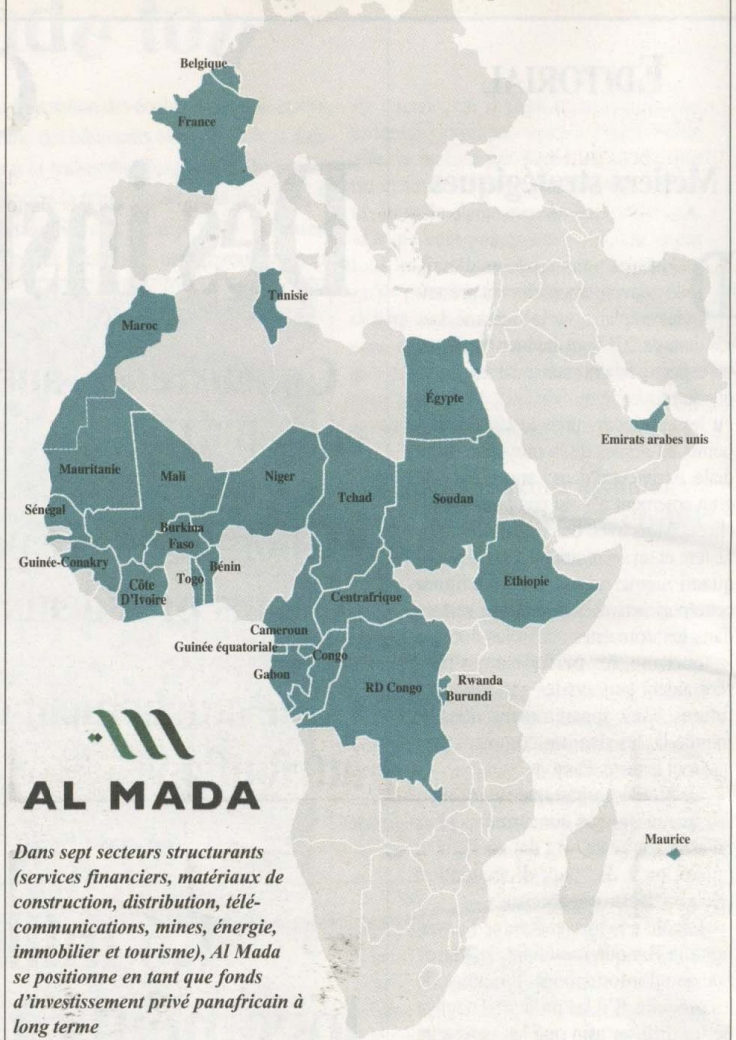 EDITORIAL
Métiers stratégiques
Belgique
France
Tunisie
Maroc
Égypte
Emirats arabes unis
Mauritanie
Mali
Niger
Tchad
Soudan
Sénégal
Burkina
Faso
Guinée-Conakry
Côte
D'Ivoire
Togo
Bénin
Ethiopie
Centrafrique
Cameroun
Guinée équatoriale
Congo
Gabon
RD Congo
Rwanda
Burundi
Maurice
AL MADA
Dans sept secteurs structurants
(services financiers, matériaux de
construction, distribution, télé-
communications, mines, énergie,
immobilier et tourisme), Al Mada
se positionne en tant que fonds
d'investissement privé panafricain à
long terme